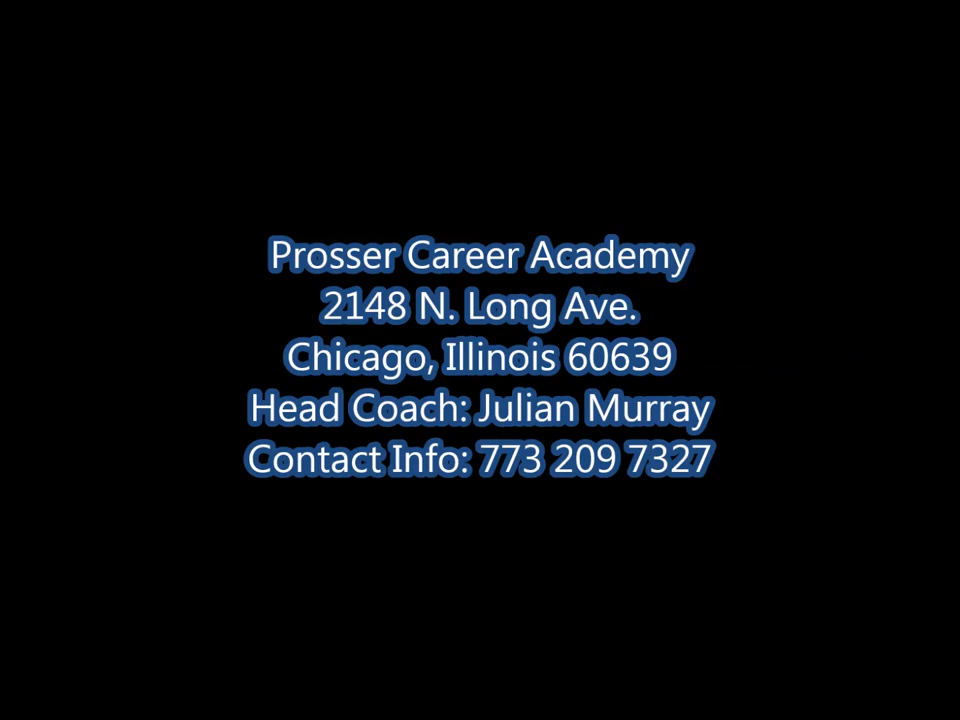 Prosser Career Academy
2148 N. Long Ave.
Chicago, Illinois 60639
Head Coach: Julian Murray
Contact Info: 773 209 7327